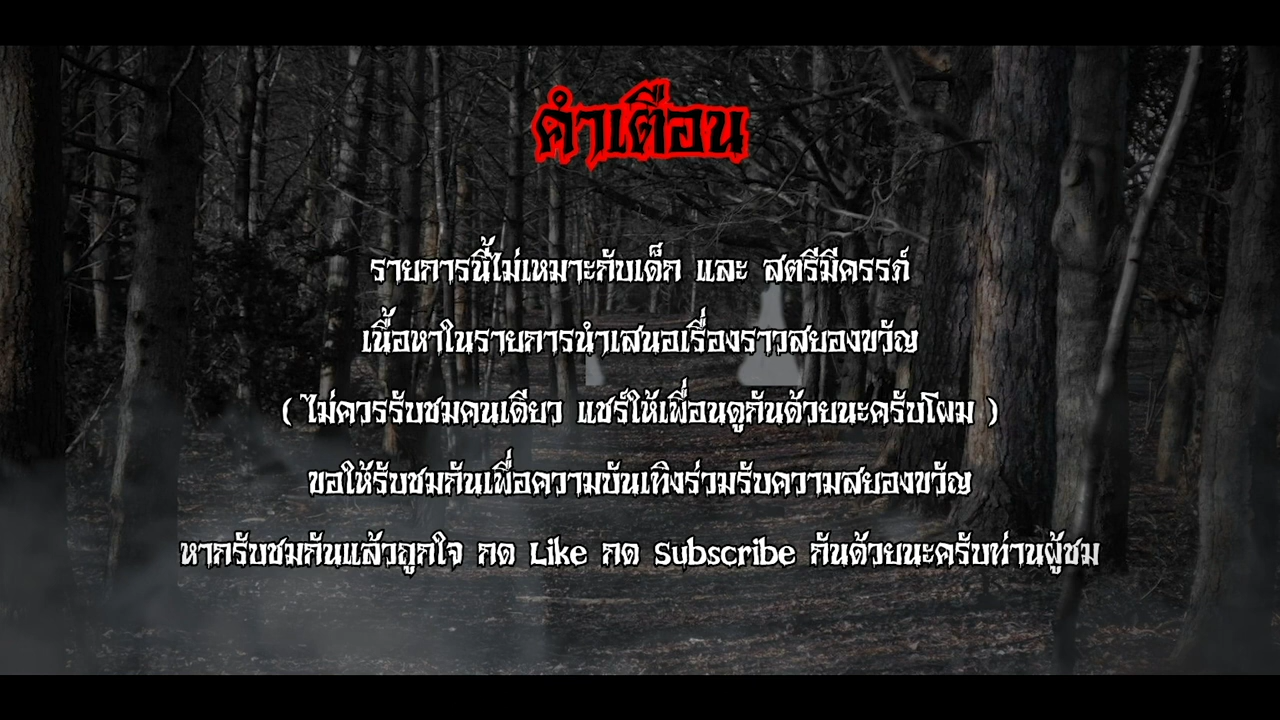 คำเตือน
รายการนี้ไม่เหมาะกับเด็ก และ สตรีมีครรภ์
เนื้อหาในรายการนำเสนอเรื่องราวสยองขวัญ
( ไม่ควรรับชมคนเดียว แชร์ให้เพื่อนดูกันด้วยนะครับโผม )
ขอให้รับชมกันเพื่อความบันเทิงร่วมรับความสยองขวัญ
หากรับชมกันแล้วถูกใจ กด Like กด Subscribe กันด้วยนะครับท่านผู้ชม